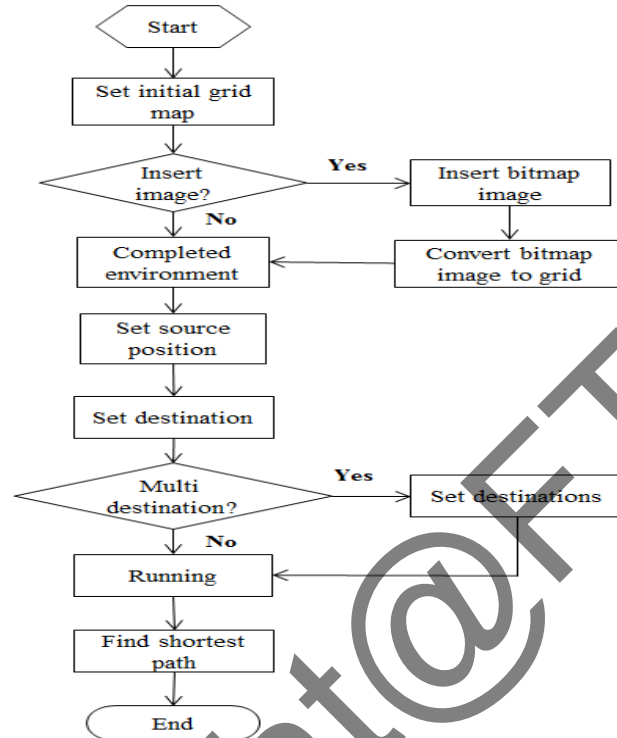 Start
Set initial grid
map
Insert
image?
Yes
Insert bitmap
image
No
Completed
environment
Convert bitmap
image to grid
Set source
position
Set destination
Multi
destination?
Yes
Set destinations
No
Running
Find shortest
path
End